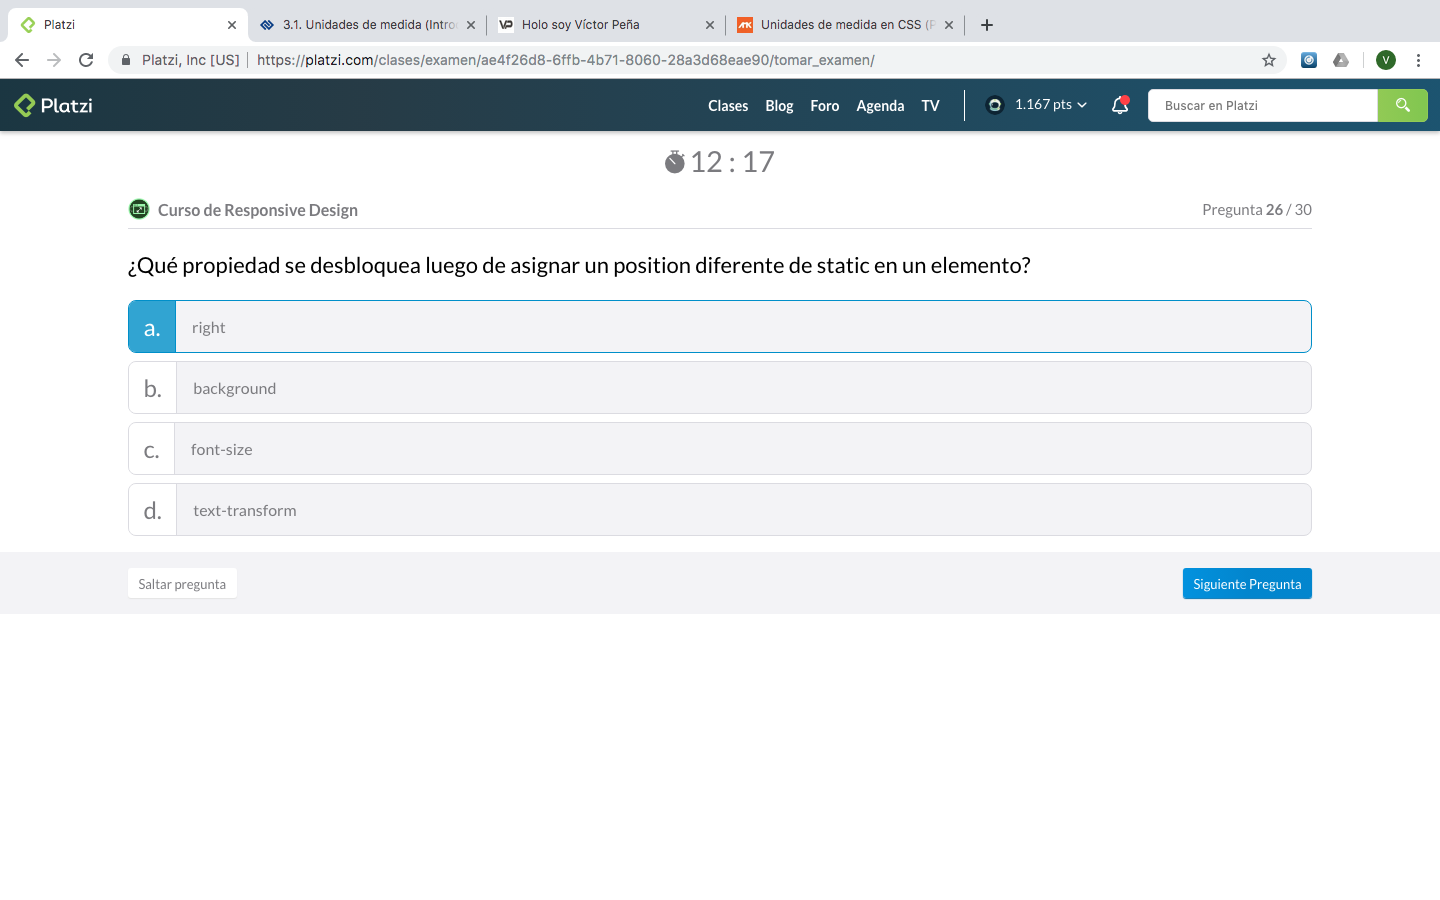 Platzi
3.1. Unidades de medida (Intro
Holo soy Víctor Peña
Unidades de medida en CSS (P
Platzi, Inc [US]
https://platzi.com/clases/examen/ae4f26d8-6ffb-4b71-8060-28a3d68eae90/tomar_examen/
V
Platzi
Clases
Blog
Foro
Agenda
TV
1.167 pts
Buscar en Platzi
12 : 17
Curso de Responsive Design
Pregunta 26 / 30
¿Qué propiedad se desbloquea luego de asignar un position diferente de static en un elemento?
a. right
b. background
c. font-size
d. text-transform
Saltar pregunta
Siguiente Pregunta